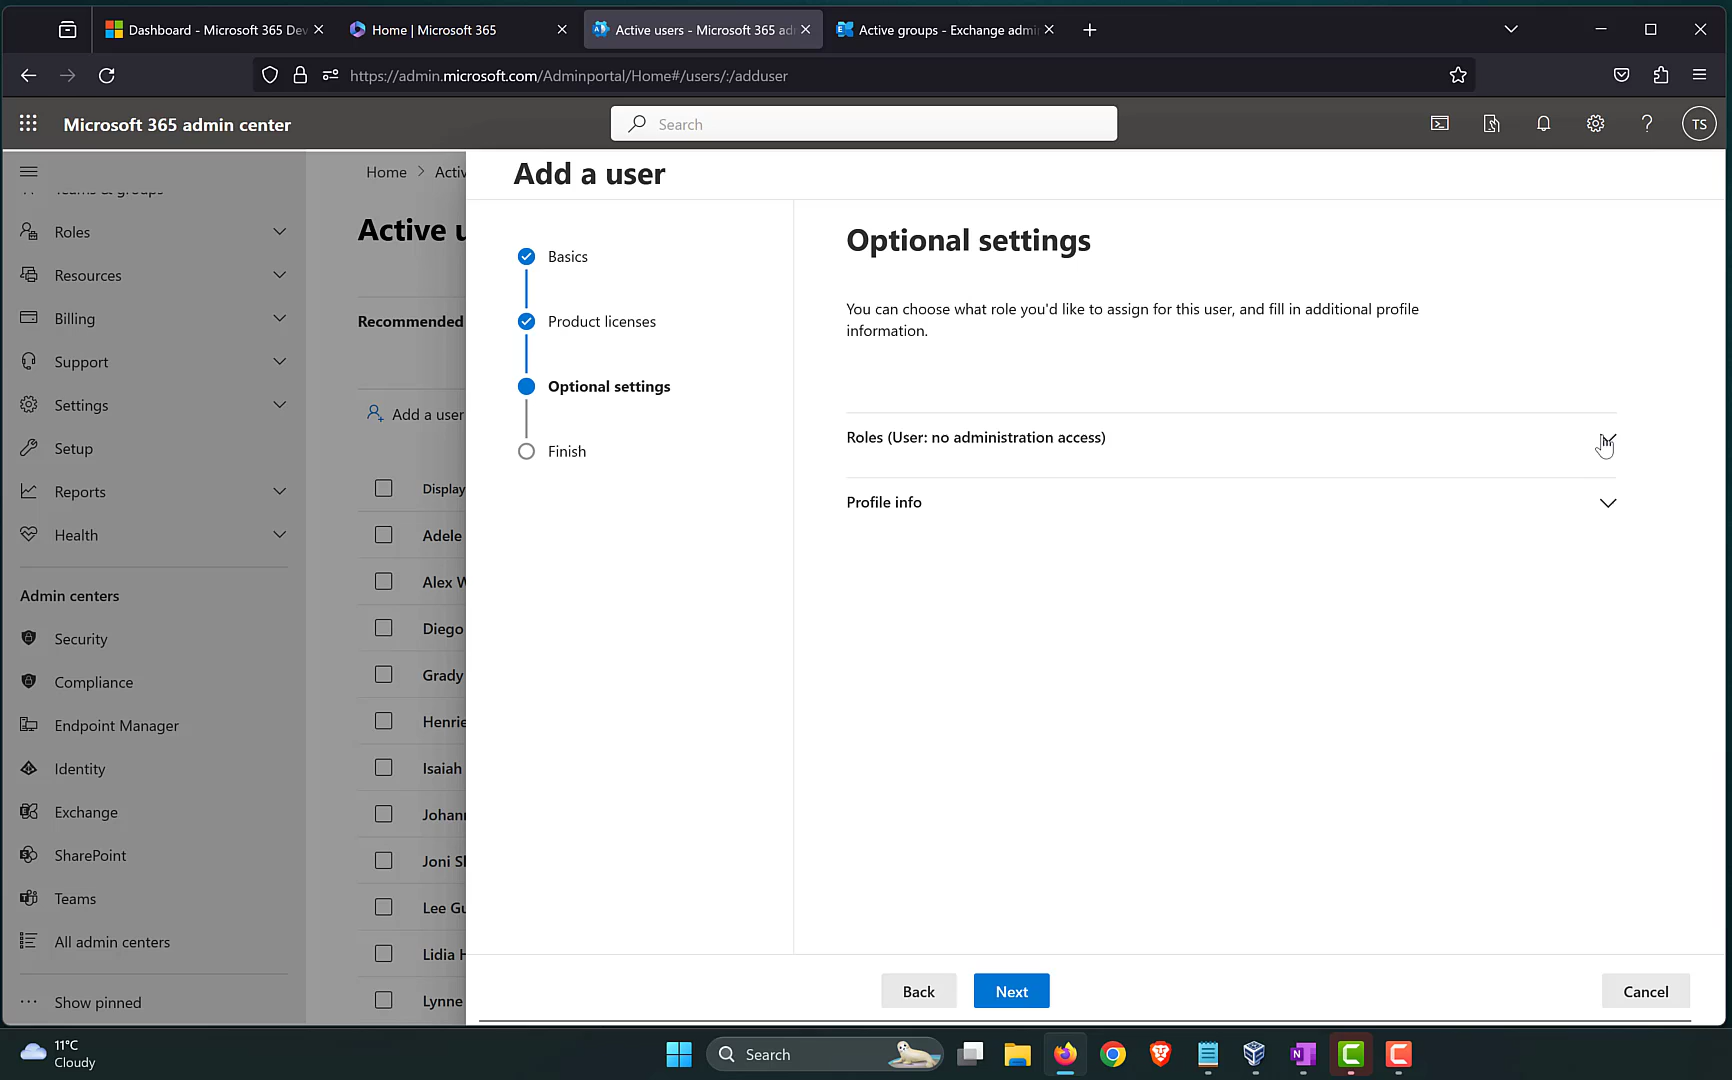 Dashboard - Microsoft 365 Dev
Home | Microsoft 365
Active users - Microsoft 365 ad
Active groups - Exchange admi
https://admin.microsoft.com/Adminportal/Home#/users/:/adduser
Microsoft 365 admin center
Search
TS
Teams & groups
Roles
Resources
Billing
Support
Settings
Setup
Reports
Health
Admin centers
Security
Compliance
Endpoint Manager
Identity
Exchange
SharePoint
Teams
All admin centers
Show pinned
Home > Activ
Active u
Recommended
Add a user
Display
Adele
Alex W
Diego
Grady
Henrie
Isaiah
Johann
Joni Sh
Lee Gu
Lidia H
Lynne
Add a user
Basics
Product licenses
Optional settings
Finish
Optional settings
You can choose what role you'd like to assign for this user, and fill in additional profile
information.
Roles (User: no administration access)
Profile info
Back
Next
Cancel
11°C
Cloudy
Search